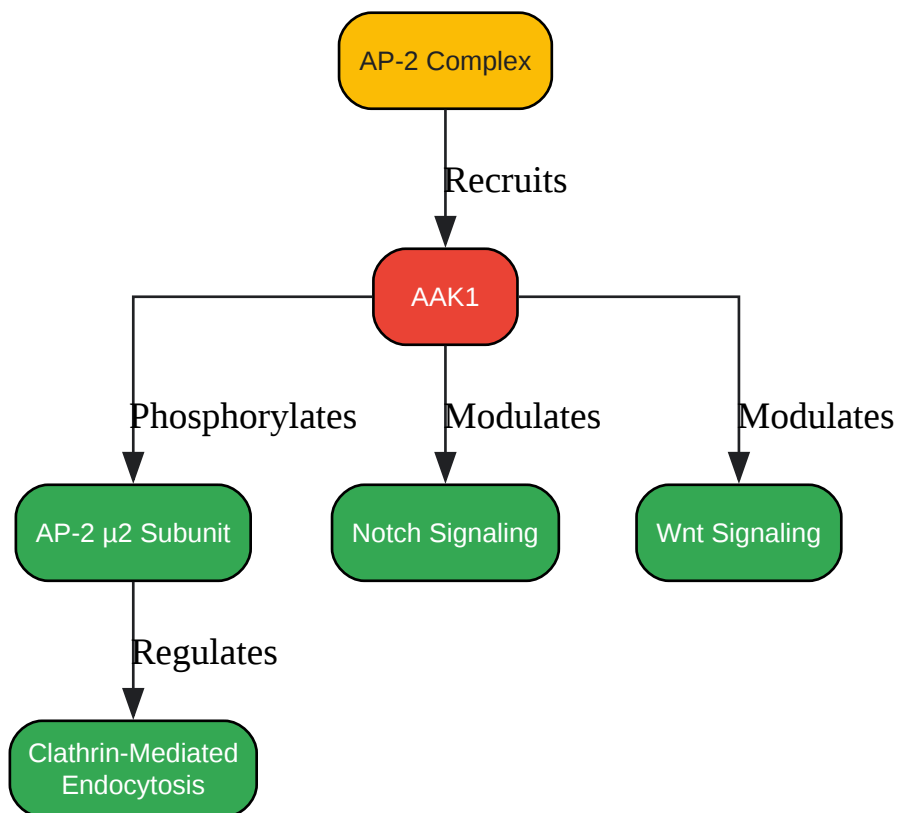 AP-2 Complex
Recruits
AAK1
Phosphorylates
Modulates
Modulates
AP-2 µ2 Subunit
Notch Signaling
Wnt Signaling
Regulates
Clathrin-Mediated
Endocytosis